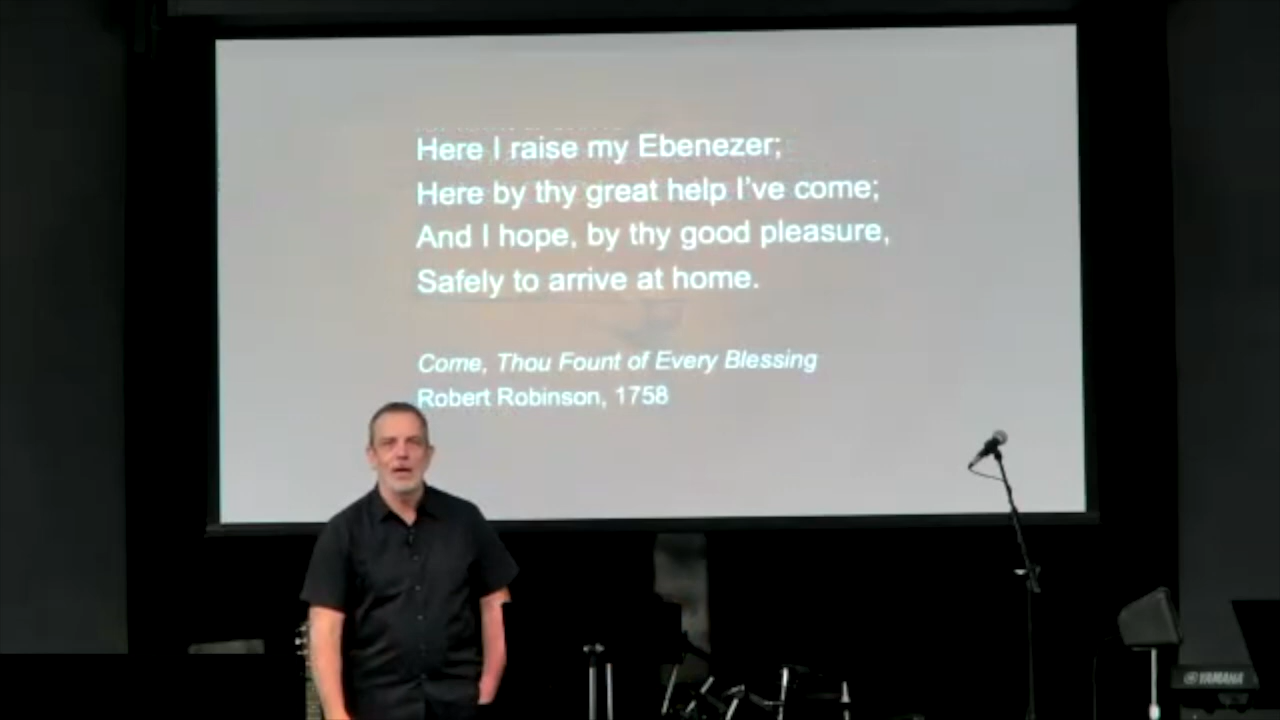 Here I raise my Ebenezer;
Here by thy great help I've come;
And I hope, by thy good pleasure,
Safely to arrive at home.
Come, Thou Fount of Every Blessing
Robert Robinson, 1758
YAMAHA